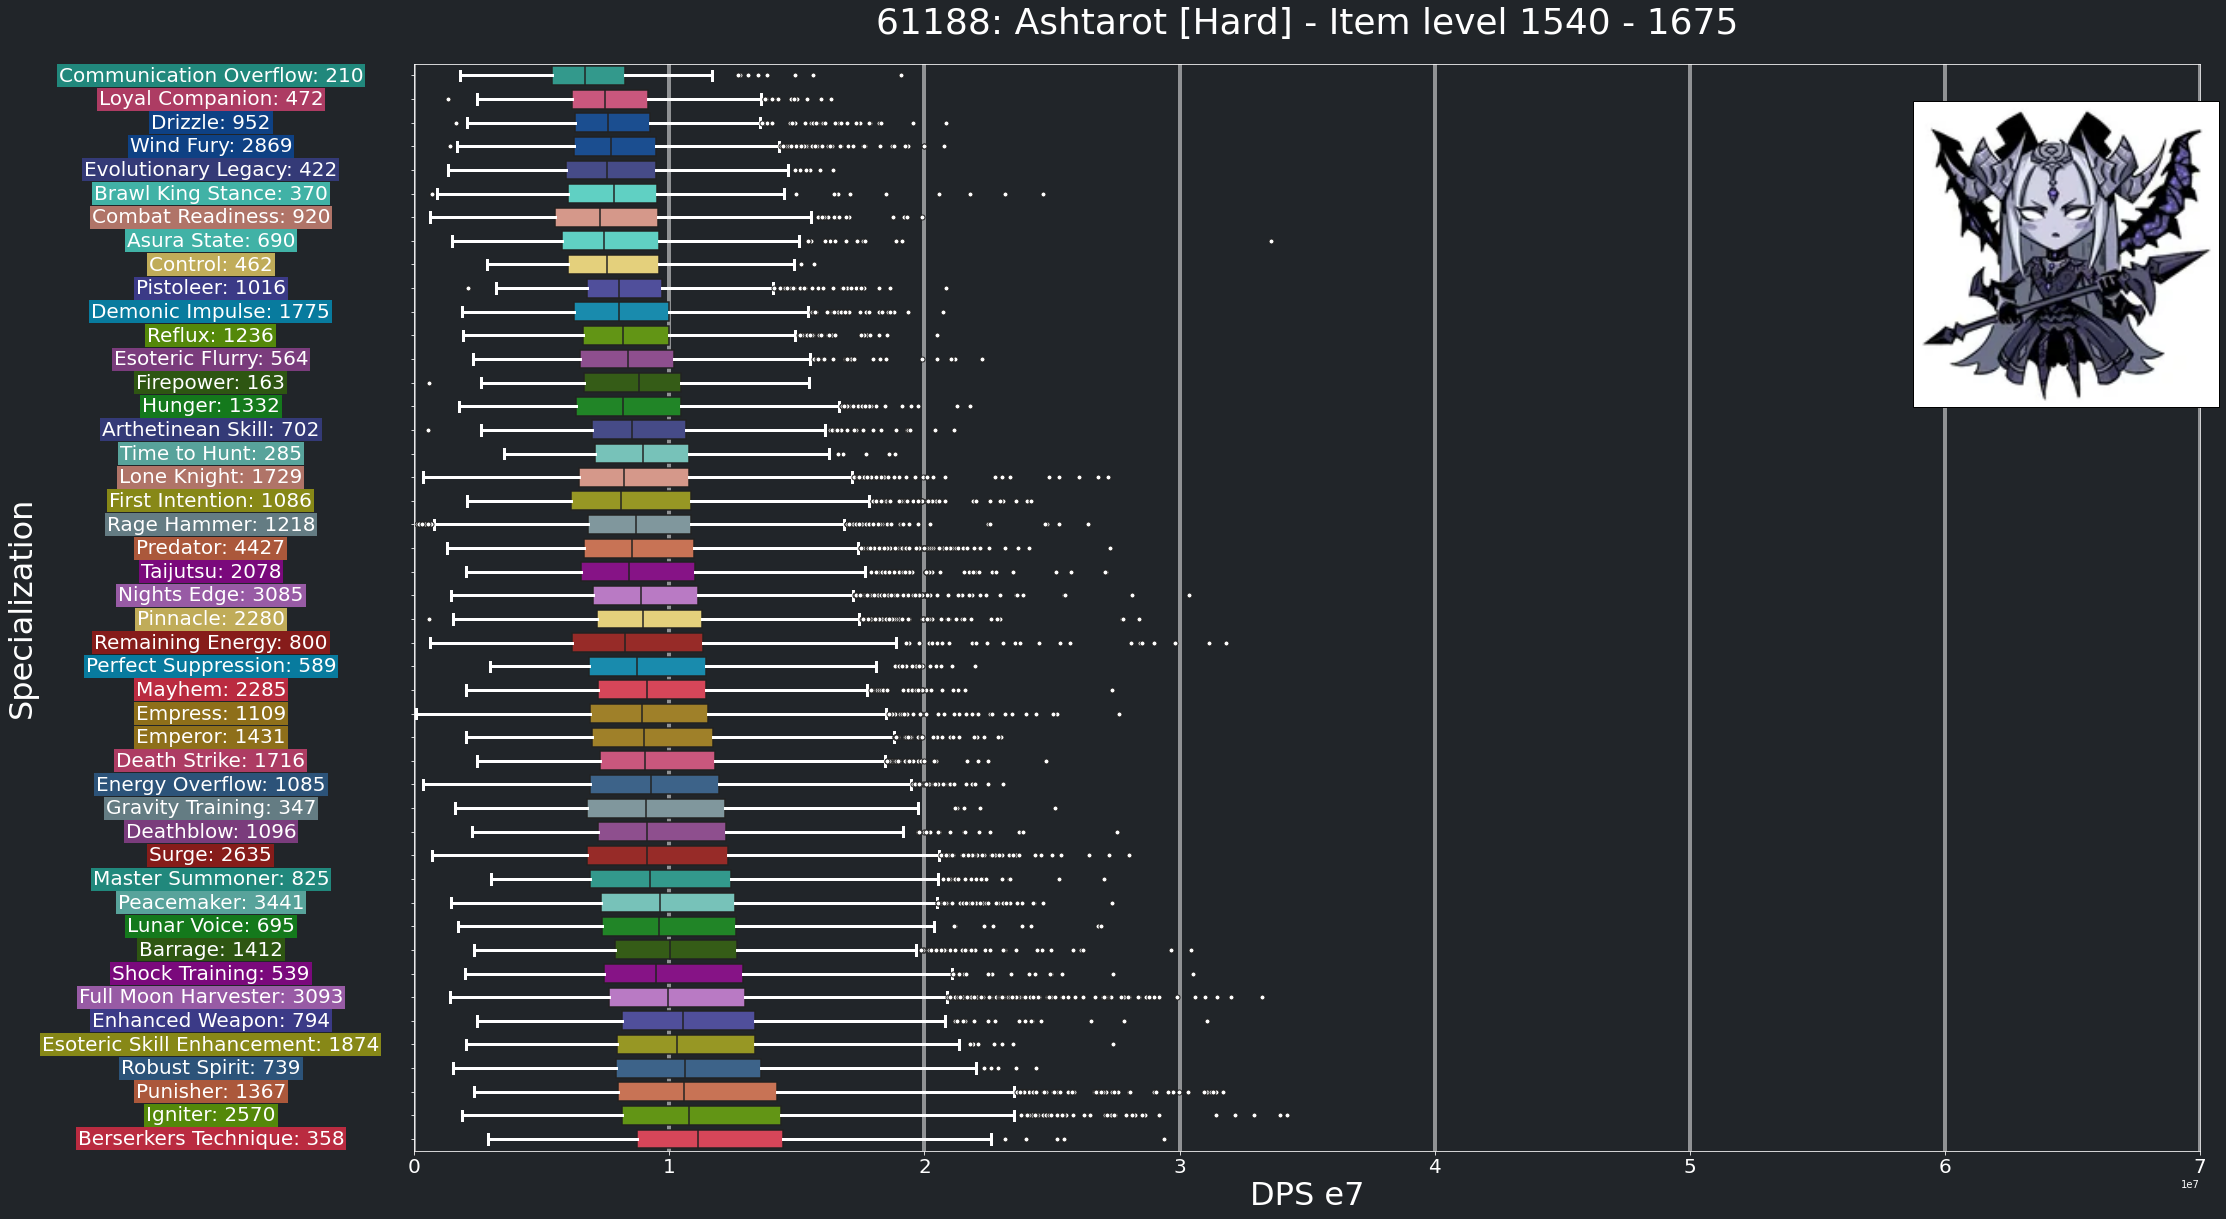 61188: Ashtarot [Hard] - Item level 1540 - 1675
Communication Overflow: 210
Loyal Companion: 472
Drizzle: 952
Wind Fury: 2869
Evolutionary Legacy: 422
Brawl King Stance: 370
Combat Readiness: 920
Asura State: 690
Control: 462
Pistoleer: 1016
Demonic Impulse: 1775
Reflux: 1236
Esoteric Flurry: 564
Firepower: 163
Hunger: 1332
Arthetinean Skill: 702
Time to Hunt: 285
Lone Knight: 1729
First Intention: 1086
Rage Hammer: 1218
Predator: 4427
Taijutsu: 2078
Nights Edge: 3085
Pinnacle: 2280
Remaining Energy: 800
Perfect Suppression: 589
Mayhem: 2285
Empress: 1109
Emperor: 1431
Death Strike: 1716
Energy Overflow: 1085
Gravity Training: 347
Deathblow: 1096
Surge: 2635
Master Summoner: 825
Peacemaker: 3441
Lunar Voice: 695
Barrage: 1412
Shock Training: 539
Full Moon Harvester: 3093
Enhanced Weapon: 794
Esoteric Skill Enhancement: 1874
Robust Spirit: 739
Punisher: 1367
Igniter: 2570
Berserkers Technique: 358
Specialization
0 1 2 3 4 5 6 7
1e7
DPS e7